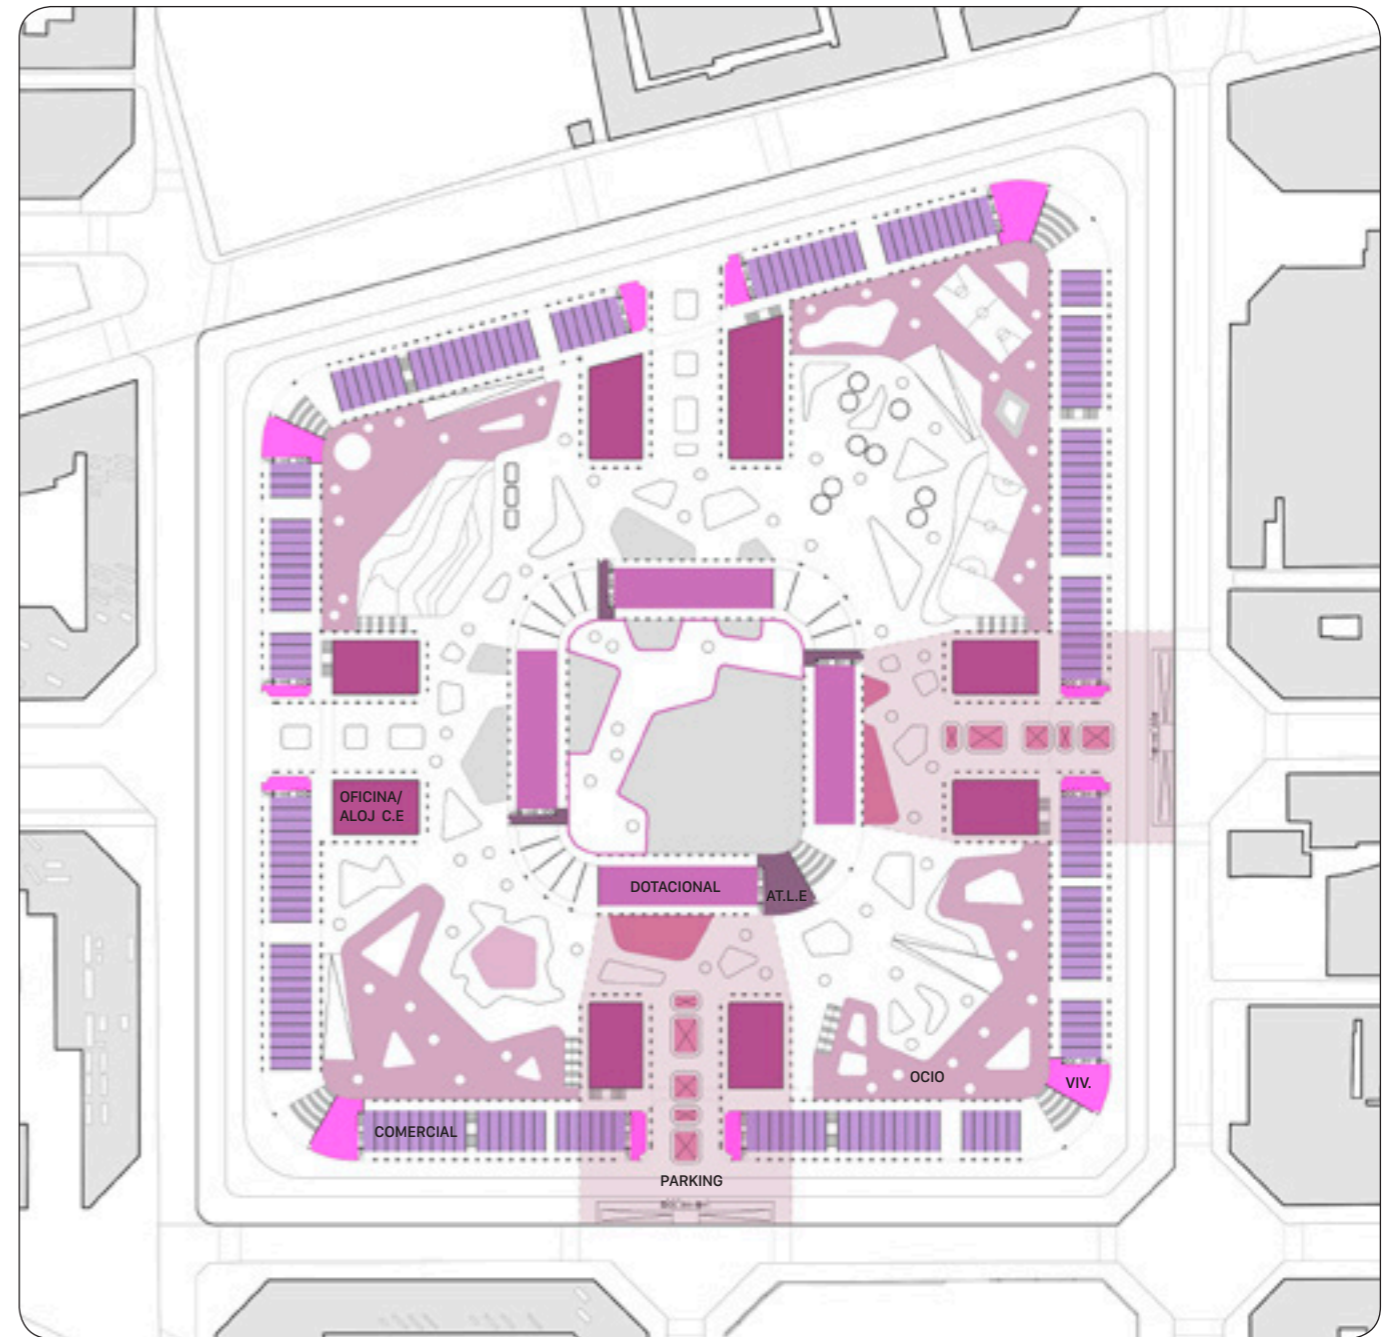 OFICINA/
ALOJ C.E
DOTACIONAL
AT.L.E
OCIO
VIV.
COMERCIAL
PARKING